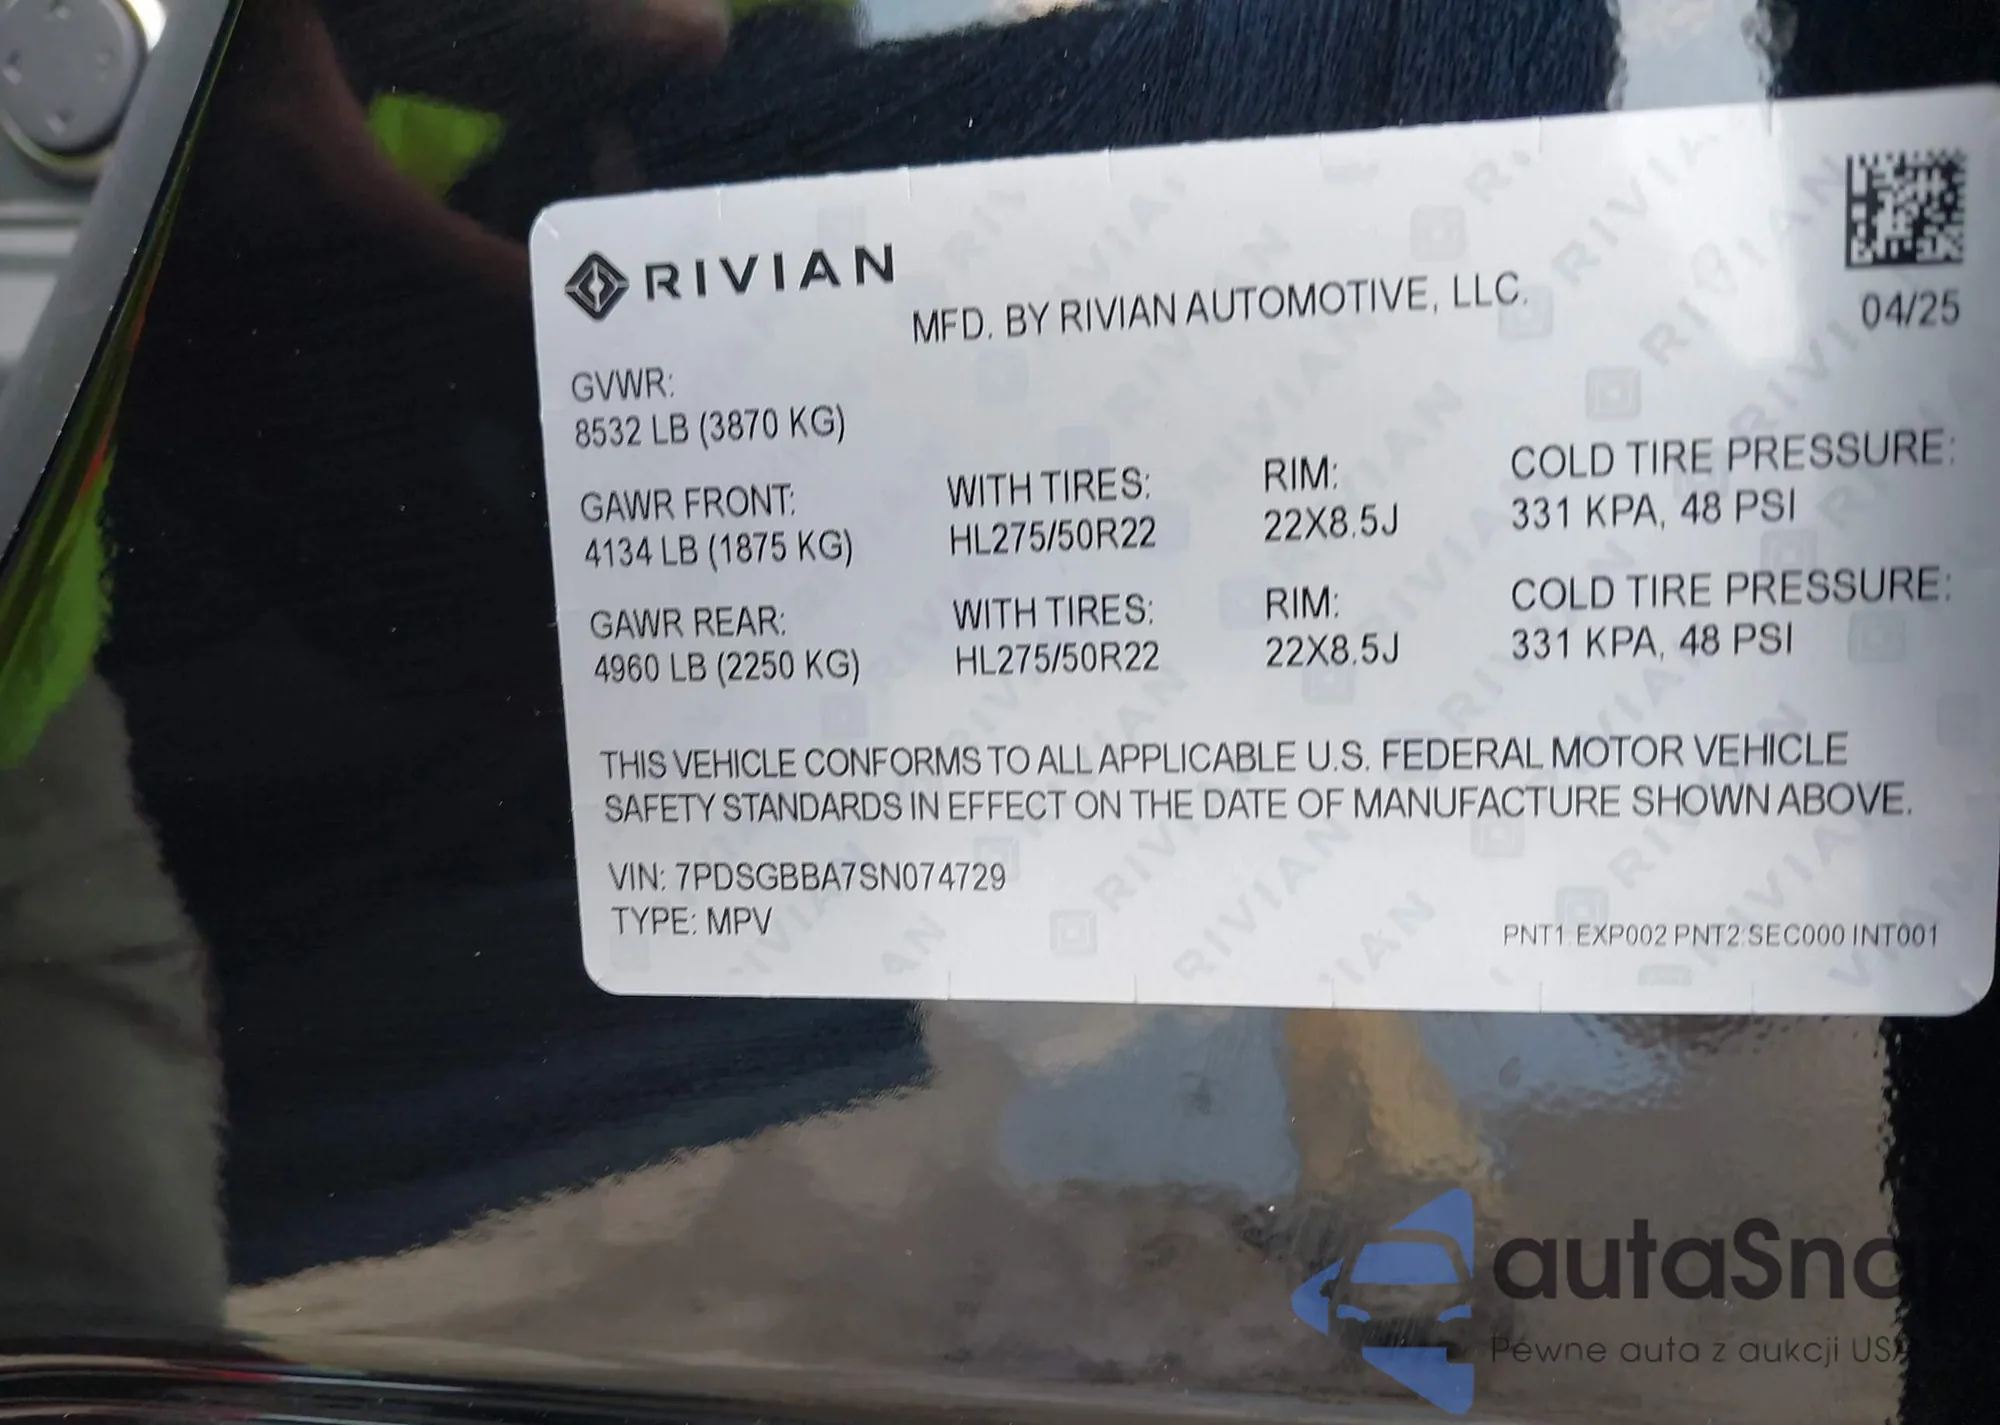 RIVIAN
MFD. BY RIVIAN AUTOMOTIVE, LLC.
04/25
GVWR:
8532 LB (3870 KG)
GAWR FRONT: WITH TIRES: RIM: COLD TIRE PRESSURE:
4134 LB (1875 KG) HL275/50R22 22X8.5J 331 KPA, 48 PSI
GAWR REAR: WITH TIRES: RIM: COLD TIRE PRESSURE:
4960 LB (2250 KG) HL275/50R22 22X8.5J 331 KPA, 48 PSI
THIS VEHICLE CONFORMS TO ALL APPLICABLE U.S. FEDERAL MOTOR VEHICLE
SAFETY STANDARDS IN EFFECT ON THE DATE OF MANUFACTURE SHOWN ABOVE.
VIN: 7PDSGBBA7SN074729
TYPE: MPV
PNT1:EXP002 PNT2:SEC000 INT001
Pewne auta z aukcji